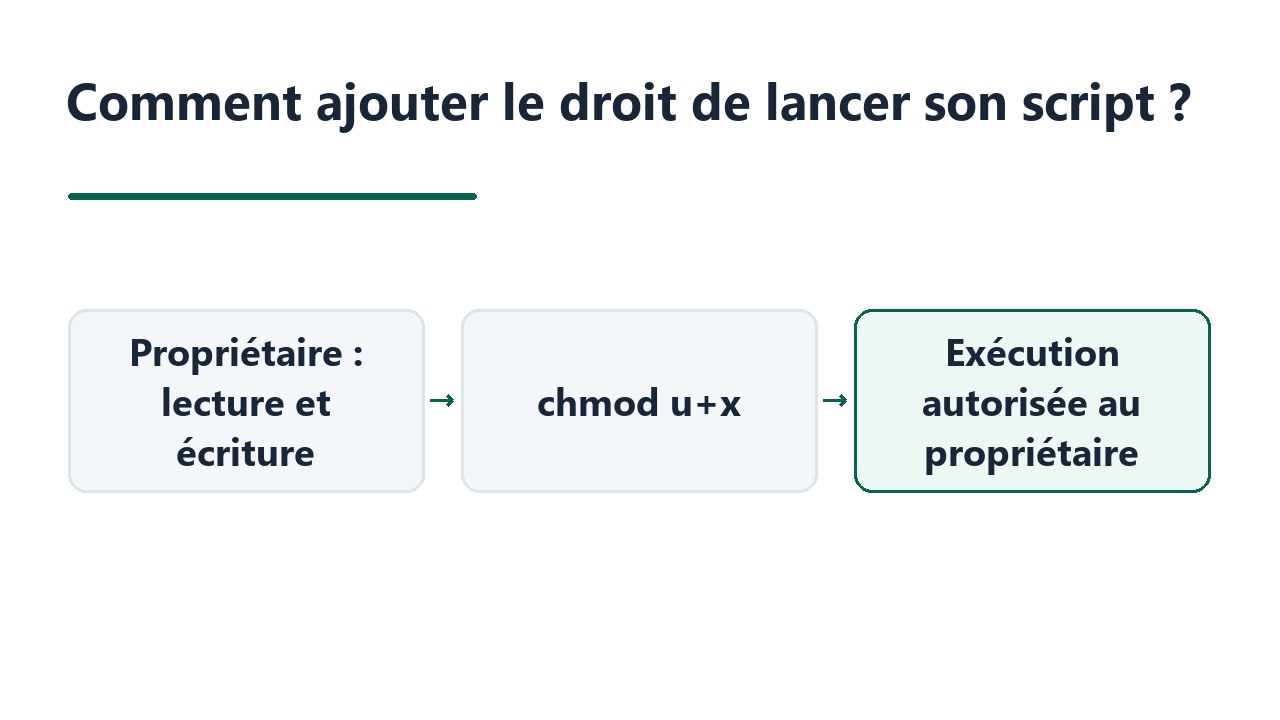 Comment ajouter le droit de lancer son script ?
Propriétaire :
lecture et
écriture
→
chmod u+x
→
Exécution
autorisée au
propriétaire